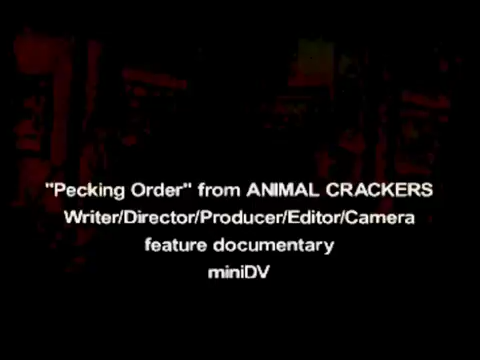 "Pecking Order" from ANIMAL CRACKERS
Writer/Director/Producer/Editor/Camera
feature documentary
miniDV